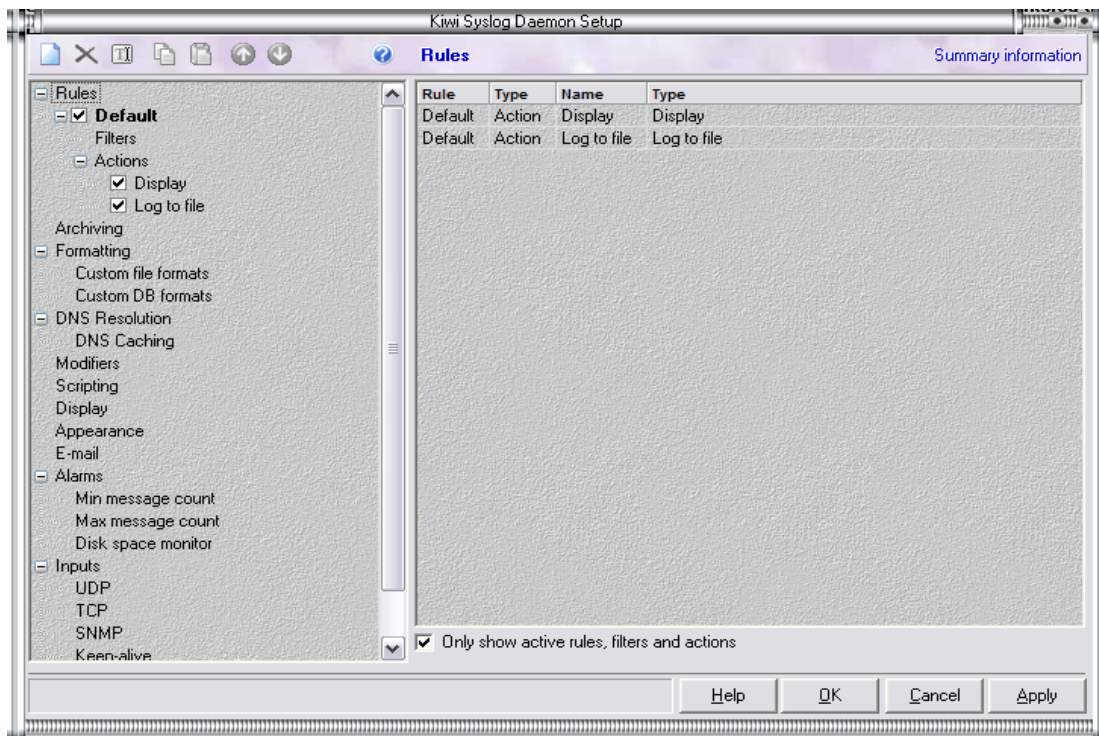 Kiwi Syslog Daemon Setup
Rules
Summary information
Rules
Default
Filters
Actions
Display
Log to file
Archiving
Formatting
Custom file formats
Custom DB formats
DNS Resolution
DNS Caching
Modifiers
Scripting
Display
Appearance
E-mail
Alarms
Min message count
Max message count
Disk space monitor
Inputs
UDP
TCP
SNMP
Keep-alive
Rule Type Name Type
Default Action Display Display
Default Action Log to file Log to file
Only show active rules, filters and actions
Help OK Cancel Apply